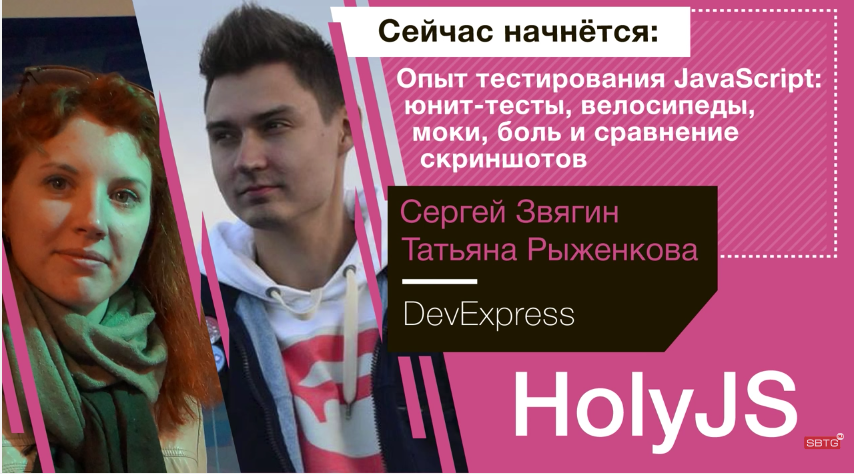 Сейчас начнётся:
Опыт тестирования JavaScript:
юнит-тесты, велосипеды,
моки, боль и сравнение
скриншотов
Сергей Звягин
Татьяна Рыженкова
DevExpress
HolyJS
SBTG